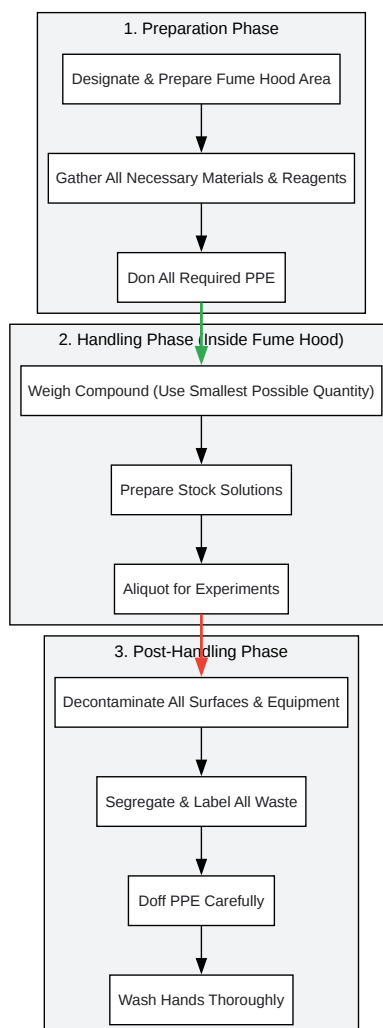 1. Preparation Phase
Designate & Prepare Fume Hood Area
Gather All Necessary Materials & Reagents
Don All Required PPE
2. Handling Phase (Inside Fume Hood)
Weigh Compound (Use Smallest Possible Quantity)
Prepare Stock Solutions
Aliquot for Experiments
3. Post-Handling Phase
Decontaminate All Surfaces & Equipment
Segregate & Label All Waste
Doff PPE Carefully
Wash Hands Thoroughly